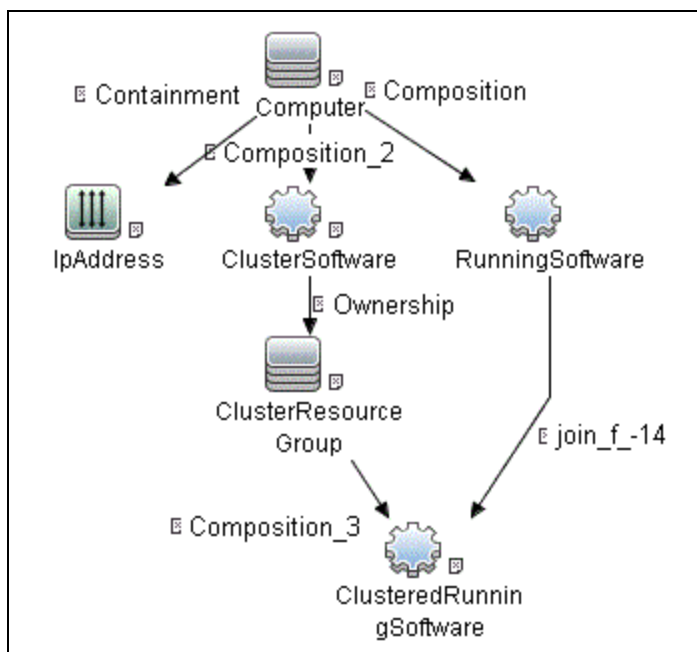 Containment
Computer
Composition
Composition_2
IpAddress
ClusterSoftware
RunningSoftware
Ownership
ClusterResource
Group
join_f_-14
Composition_3
ClusteredRunnin
gSoftware